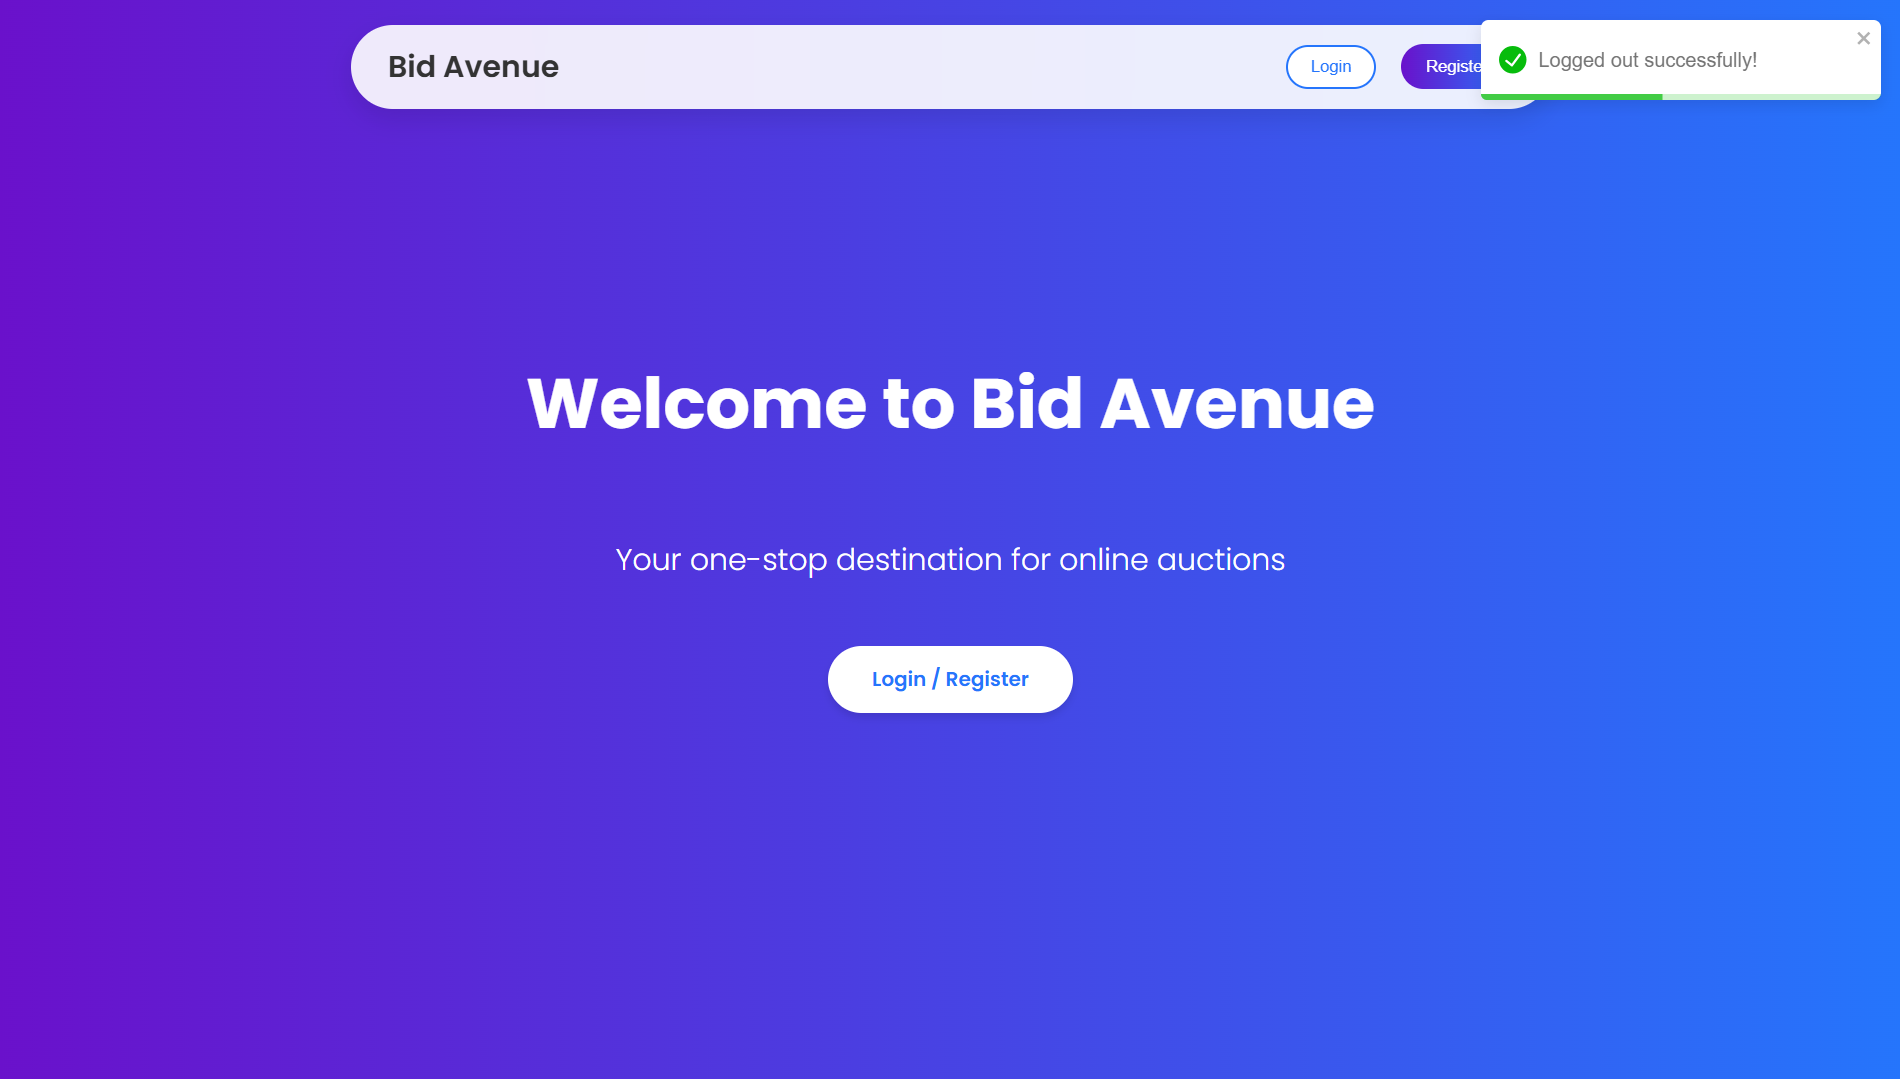 Bid Avenue
Login
Registe
Logged out successfully!
Welcome to Bid Avenue
Your one-stop destination for online auctions
Login / Register